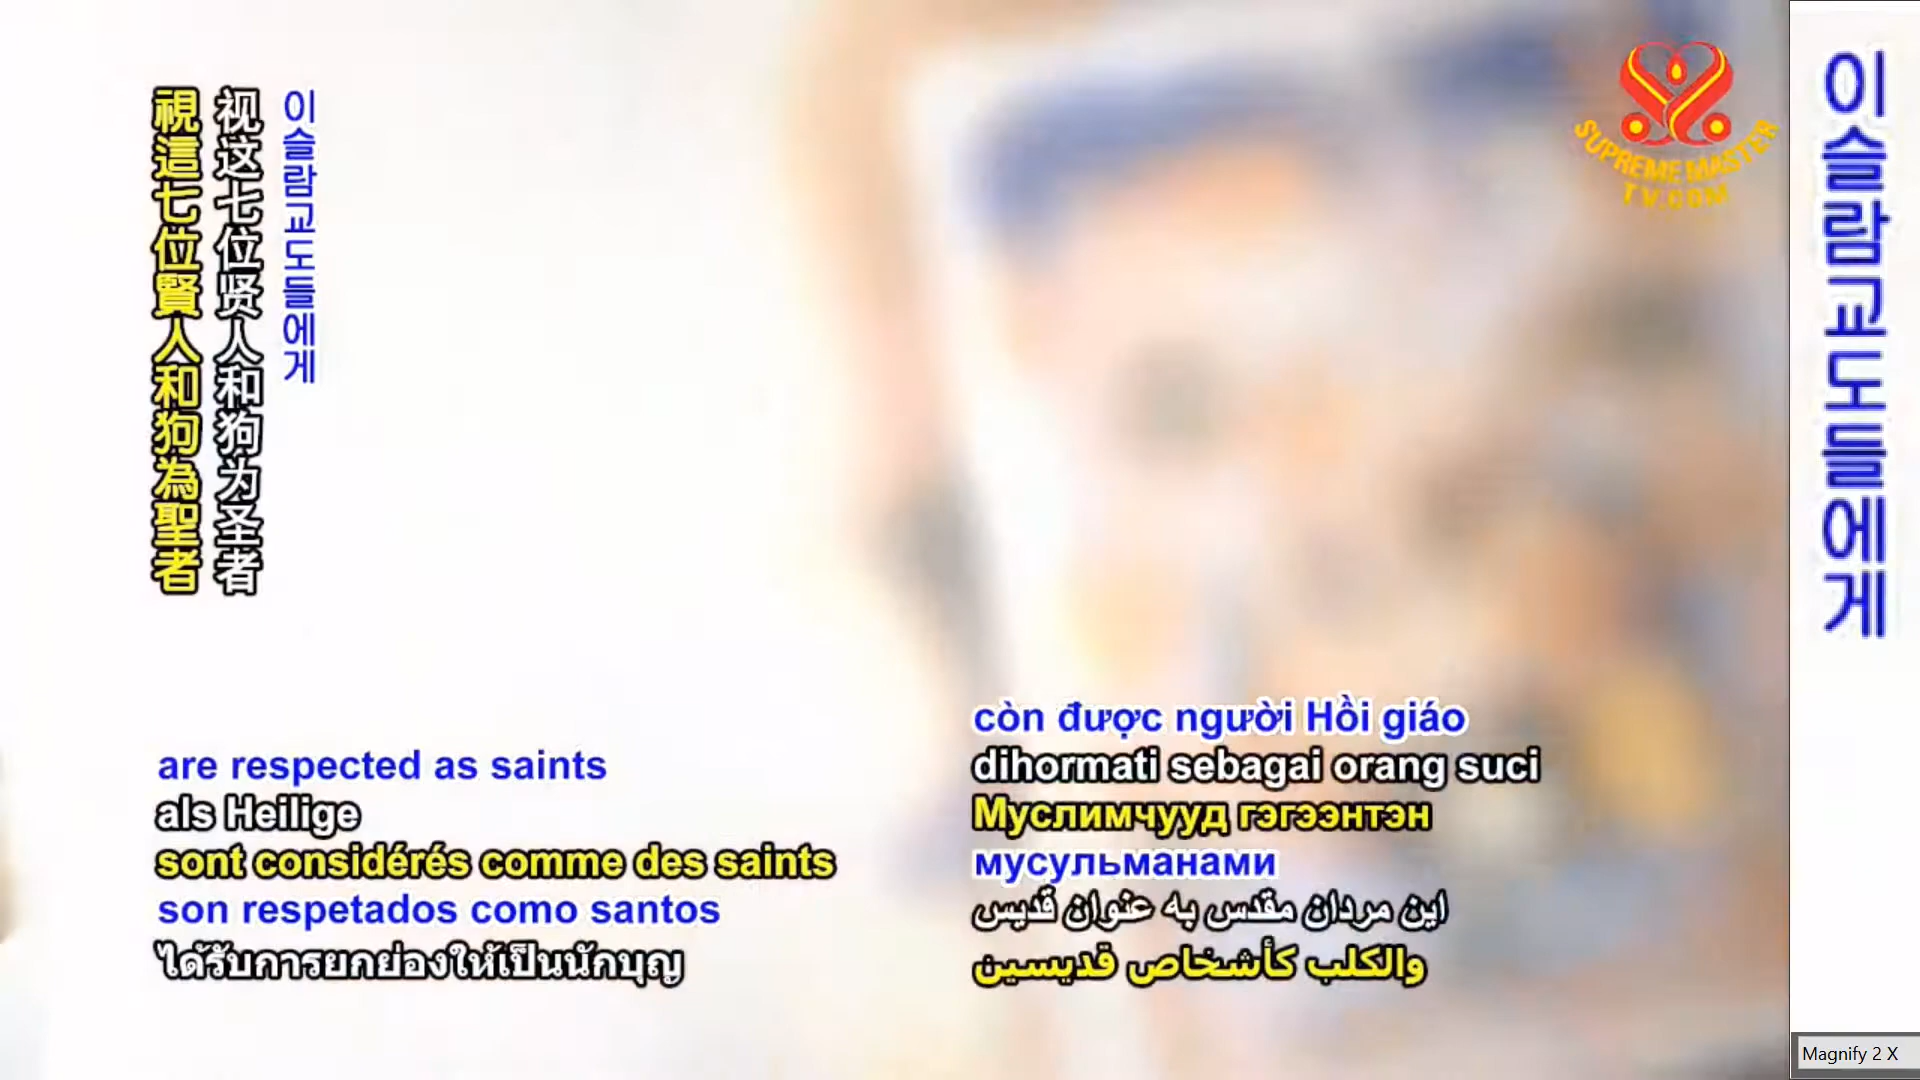 視這七位賢人和狗為聖者
视这七位贤人和狗为圣者
이슬람교도들에게
SUPREME MASTER
TV.COM
이슬람교도들에게
are respected as saints
als Heilige
sont considérés comme des saints
son respetados como santos
ได้รับการยกย่องให้เป็นนักบุญ
còn được người Hồi giáo
dihormati sebagai orang suci
Муслимчууд гэгээнтэн
мусульманами
این مردان مقدس به عنوان قدیس
والكلب كأشخاص قديسين
Magnify 2 X